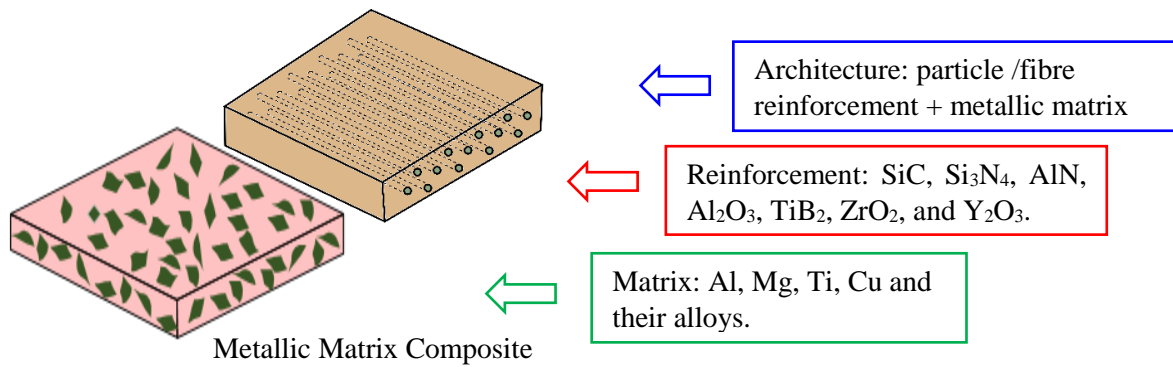 Architecture: particle /fibre
reinforcement + metallic matrix
Reinforcement: SiC, Si₃N₄, AlN,
Al₂O₃, TiB₂, ZrO₂, and Y₂O₃.
Matrix: Al, Mg, Ti, Cu and
their alloys.
Metallic Matrix Composite